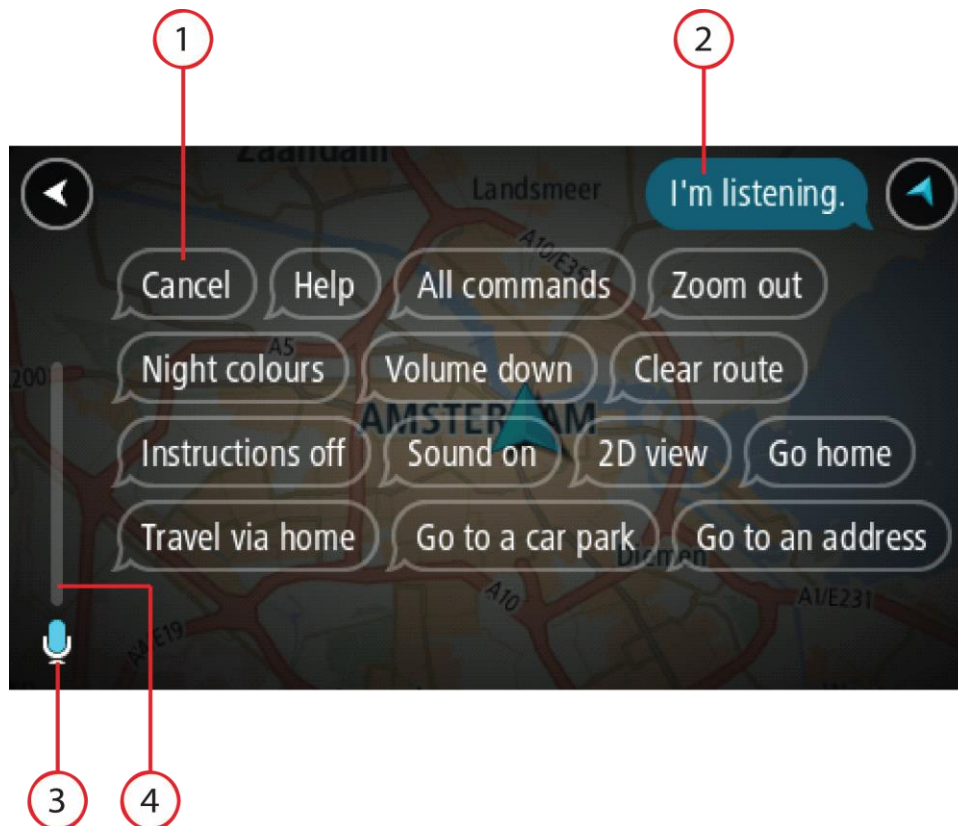 1
2
Zaandam
Landsmeer
I'm listening.
A10/E35
Cancel Help All commands Zoom out
A5
200
Night colours Volume down Clear route
AMSTERDAM
Instructions off Sound on 2D view Go home
Travel via home Go to a car park Go to an address
Diemen
A10
A1/E231
A4/E19
3
4